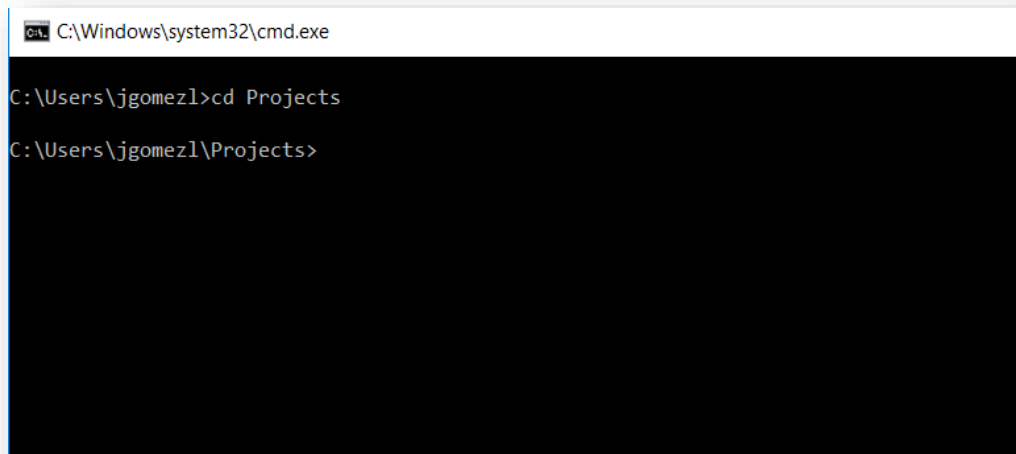 C:\Windows\system32\cmd.exe
C:\Users\jgomezl>cd Projects
C:\Users\jgomezl\Projects>